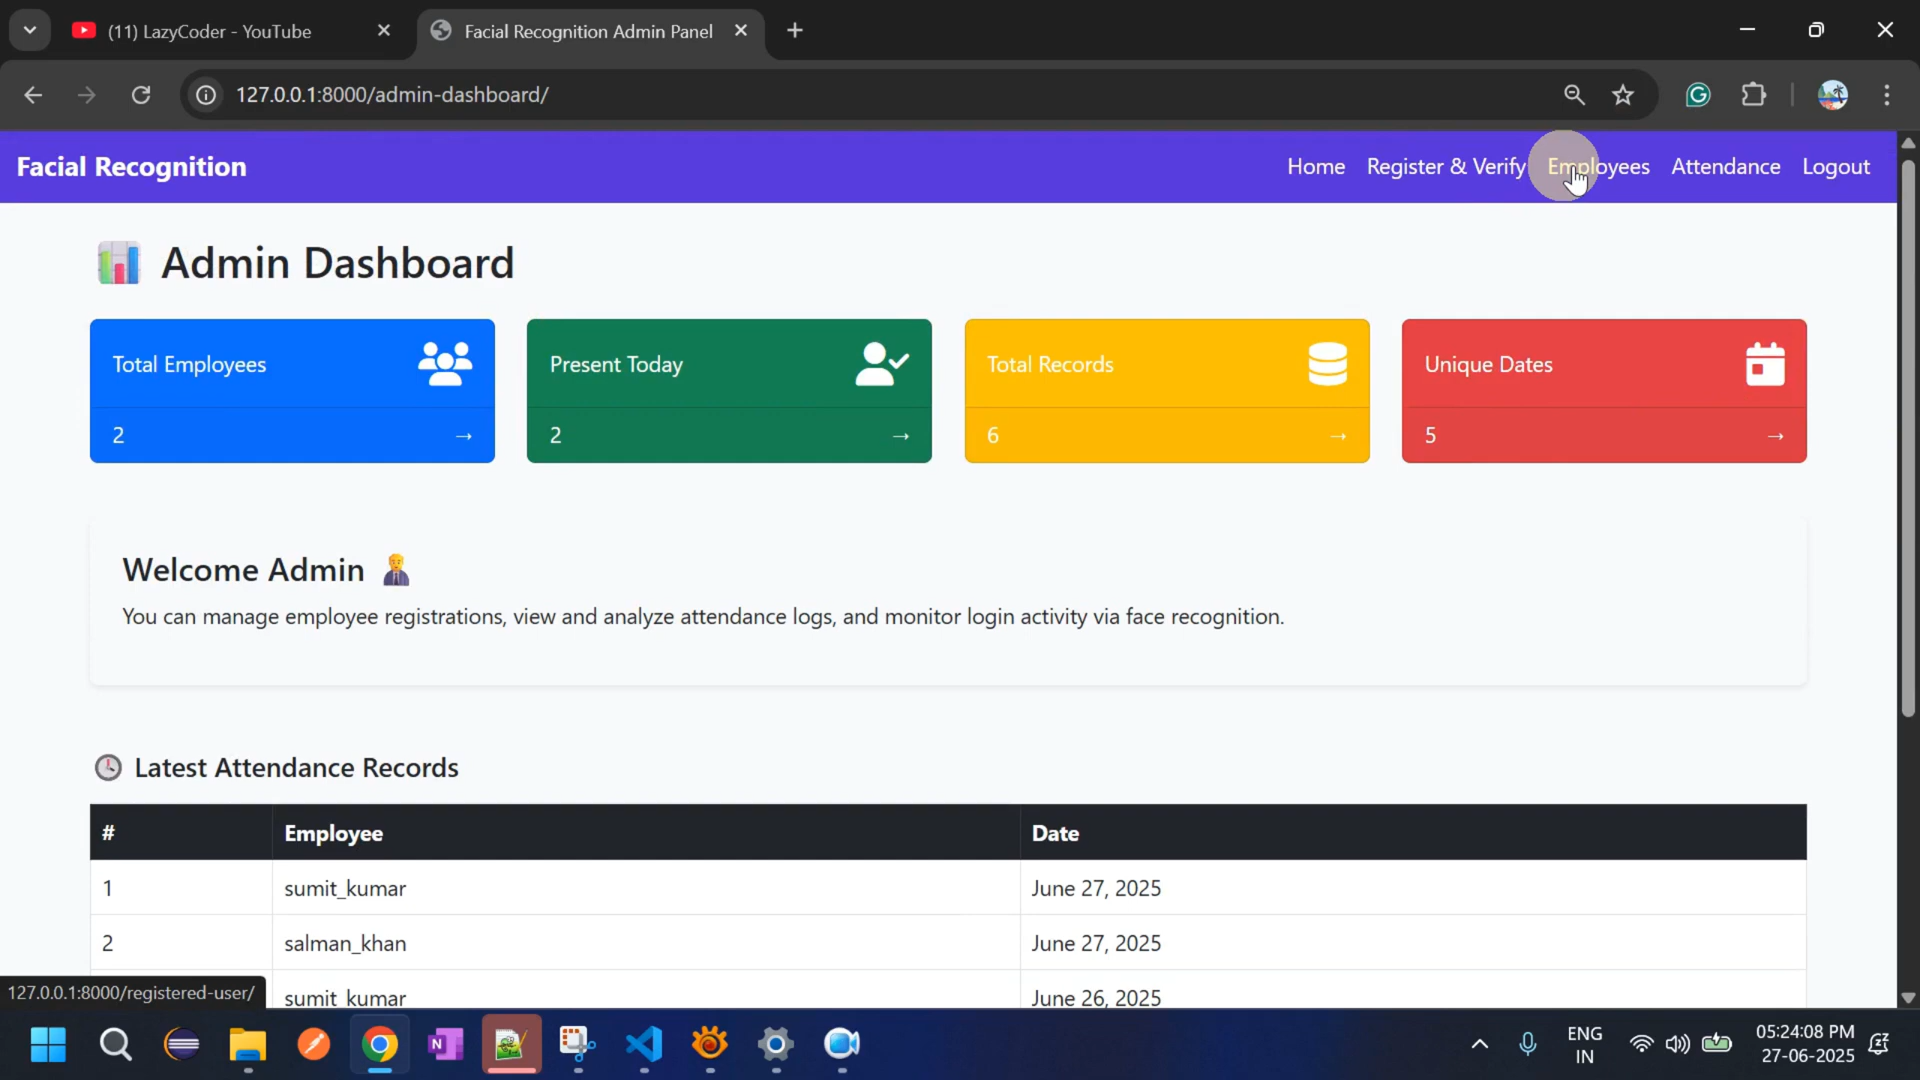 (11) LazyCoder - YouTube
Facial Recognition Admin Panel
127.0.0.1:8000/admin-dashboard/
Facial Recognition
Home Register & Verify Employees Attendance Logout
Admin Dashboard
Total Employees
2 →
Present Today
2 →
Total Records
6 →
Unique Dates
5 →
Welcome Admin
You can manage employee registrations, view and analyze attendance logs, and monitor login activity via face recognition.
Latest Attendance Records
# Employee Date
1 sumit_kumar June 27, 2025
2 salman_khan June 27, 2025
sumit_kumar June 26, 2025
127.0.0.1:8000/registered-user/
ENG
IN
05:24:08 PM
27-06-2025